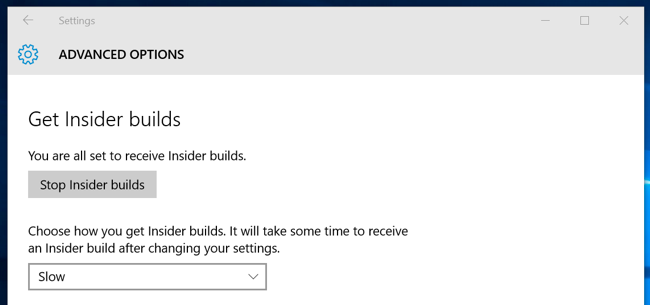 Settings
ADVANCED OPTIONS
Get Insider builds
You are all set to receive Insider builds.
Stop Insider builds
Choose how you get Insider builds. It will take some time to receive
an Insider build after changing your settings.
Slow